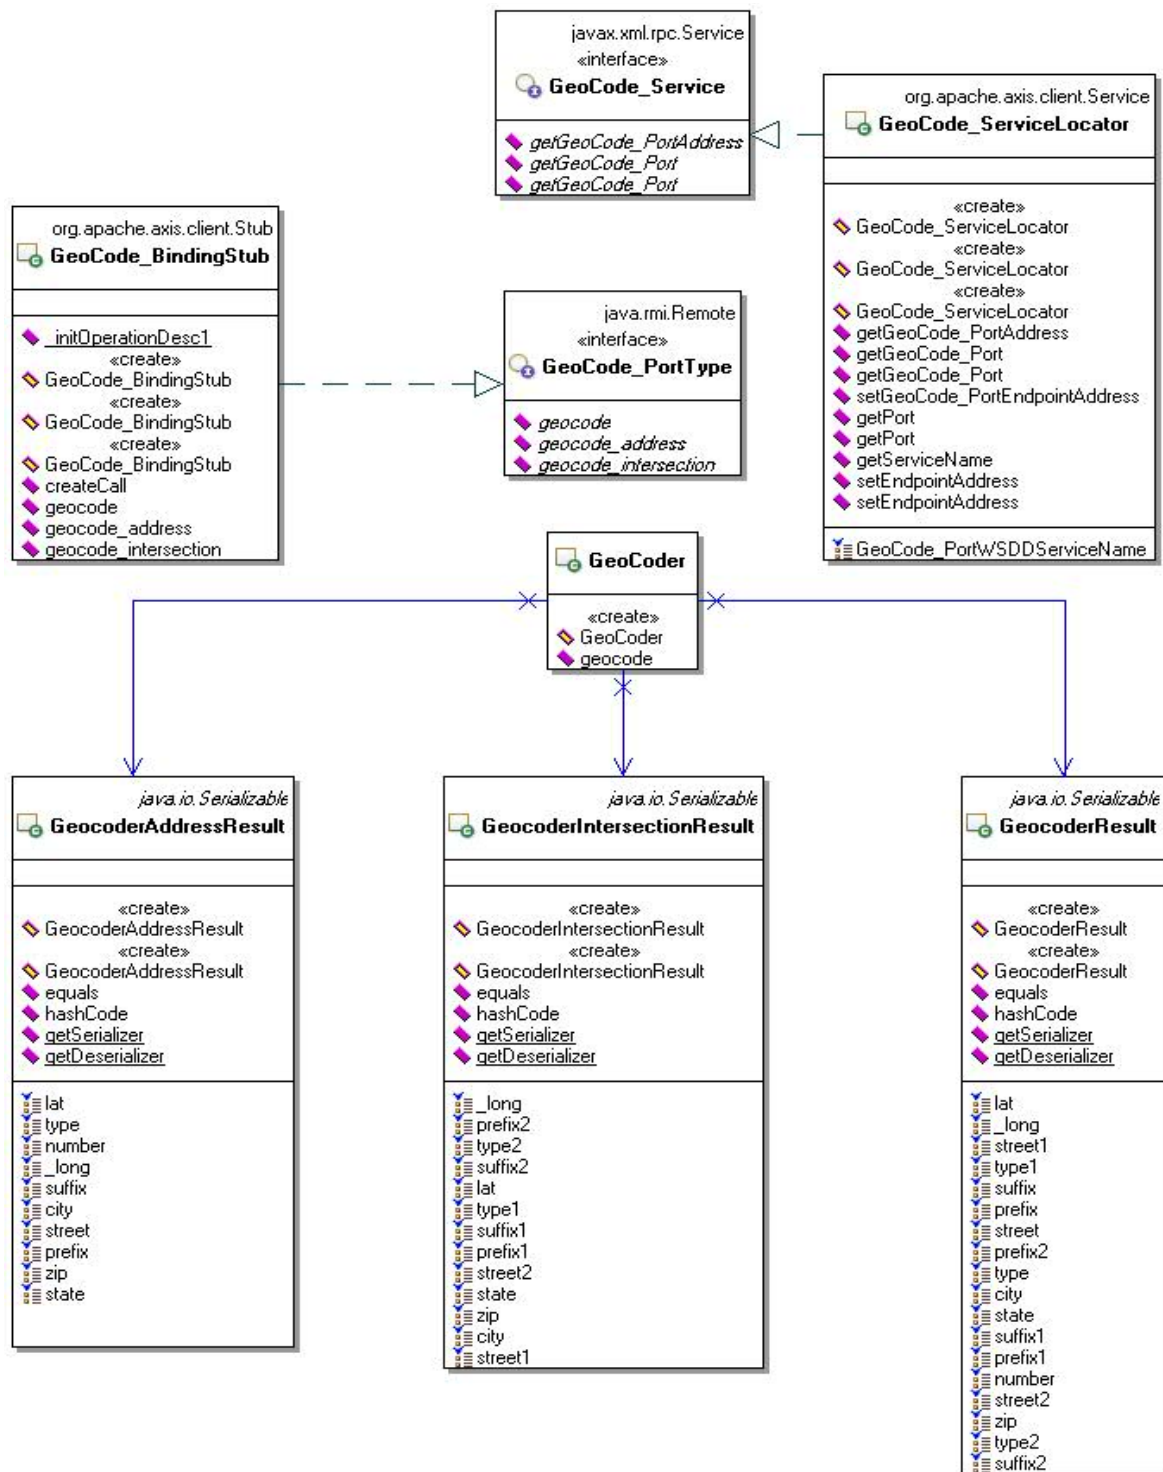 javax.xml.rpc.Service
«interface»
GeoCode_Service
getGeoCode_PortAddress
getGeoCode_Port
getGeoCode_Port
org.apache.axis.client.Service
GeoCode_ServiceLocator
«create»
GeoCode_ServiceLocator
«create»
GeoCode_ServiceLocator
«create»
GeoCode_ServiceLocator
getGeoCode_PortAddress
getGeoCode_Port
getGeoCode_Port
setGeoCode_PortEndpointAddress
getPort
getPort
getServiceName
setEndpointAddress
setEndpointAddress
GeoCode_PortWSDDServiceName
org.apache.axis.client.Stub
GeoCode_BindingStub
_initOperationDesc1
«create»
GeoCode_BindingStub
«create»
GeoCode_BindingStub
«create»
GeoCode_BindingStub
createCall
geocode
geocode_address
geocode_intersection
java.rmi.Remote
«interface»
GeoCode_PortType
geocode
geocode_address
geocode_intersection
GeoCoder
«create»
GeoCoder
geocode
java.io.Serializable
GeocoderAddressResult
«create»
GeocoderAddressResult
«create»
GeocoderAddressResult
equals
hashCode
getSerializer
getDeserializer
lat
type
number
_long
suffix
city
street
prefix
zip
state
java.io.Serializable
GeocoderIntersectionResult
«create»
GeocoderIntersectionResult
«create»
GeocoderIntersectionResult
equals
hashCode
getSerializer
getDeserializer
_long
prefix2
type2
suffix2
lat
type1
suffix1
prefix1
street2
state
zip
city
street1
java.io.Serializable
GeocoderResult
«create»
GeocoderResult
«create»
GeocoderResult
equals
hashCode
getSerializer
getDeserializer
lat
_long
street1
type1
suffix
prefix
street
prefix2
type
city
state
suffix1
prefix1
number
street2
zip
type2
suffix2